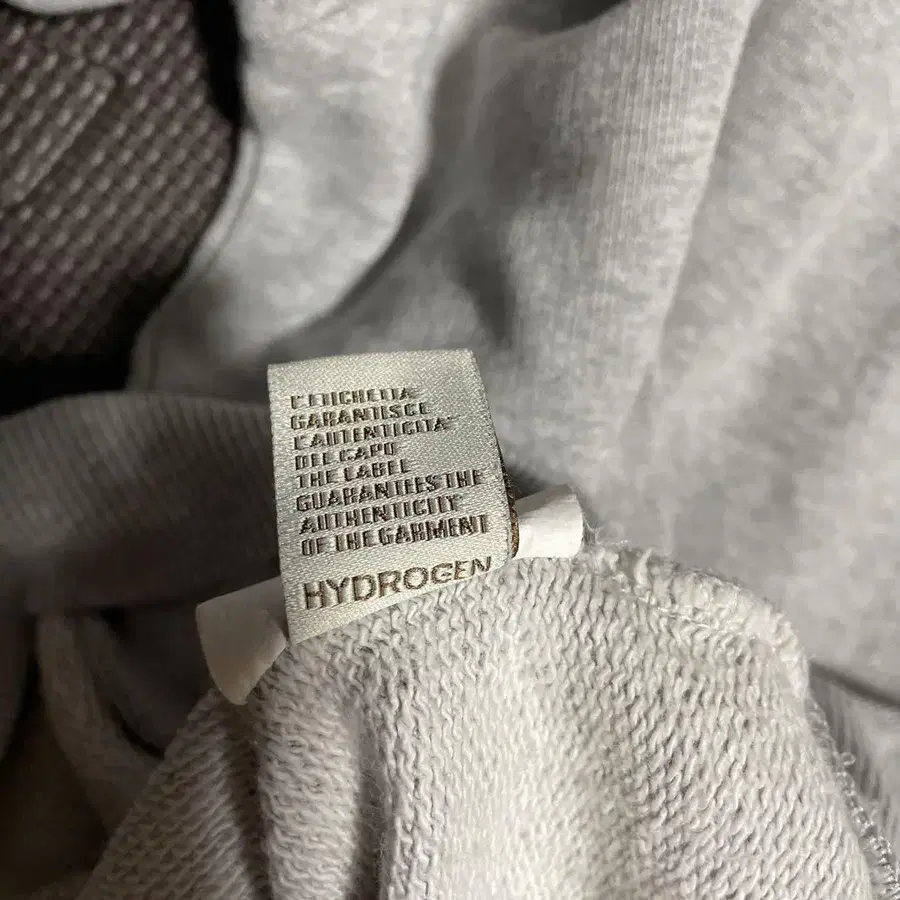 L'ETICHETTA
GARANTISCE
L'AUTENTICITA'
DEL CAPO
THE LABEL
GUARANTEES THE
AUTHENTICITY
OF THE GARMENT
HYDROGEN